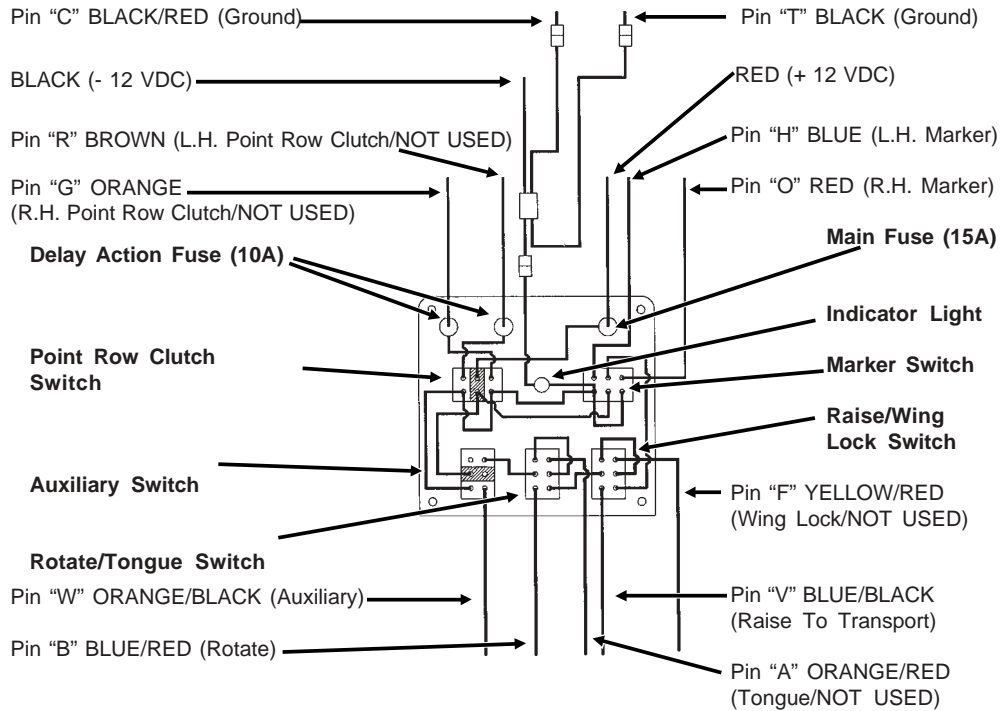 Pin “C” BLACK/RED (Ground)
Pin “T” BLACK (Ground)
BLACK (- 12 VDC)
RED (+ 12 VDC)
Pin “R” BROWN (L.H. Point Row Clutch/NOT USED)
Pin “H” BLUE (L.H. Marker)
Pin “G” ORANGE
(R.H. Point Row Clutch/NOT USED)
Pin “O” RED (R.H. Marker)
Delay Action Fuse (10A)
Main Fuse (15A)
Indicator Light
Point Row Clutch
Switch
Marker Switch
Raise/Wing
Lock Switch
Auxiliary Switch
Pin “F” YELLOW/RED
(Wing Lock/NOT USED)
Rotate/Tongue Switch
Pin “W” ORANGE/BLACK (Auxiliary)
Pin “V” BLUE/BLACK
(Raise To Transport)
Pin “B” BLUE/RED (Rotate)
Pin “A” ORANGE/RED
(Tongue/NOT USED)